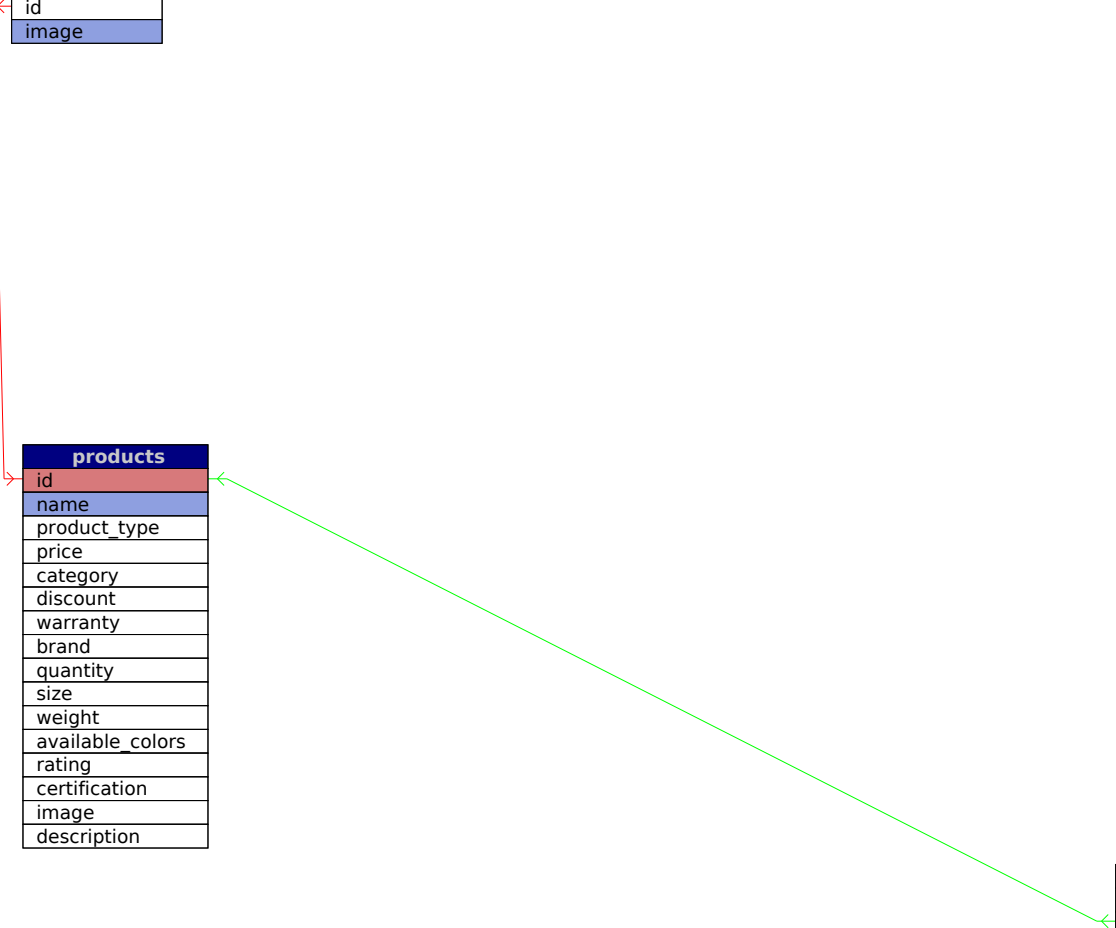 id
image
products
id
name
product_type
price
category
discount
warranty
brand
quantity
size
weight
available_colors
rating
certification
image
description